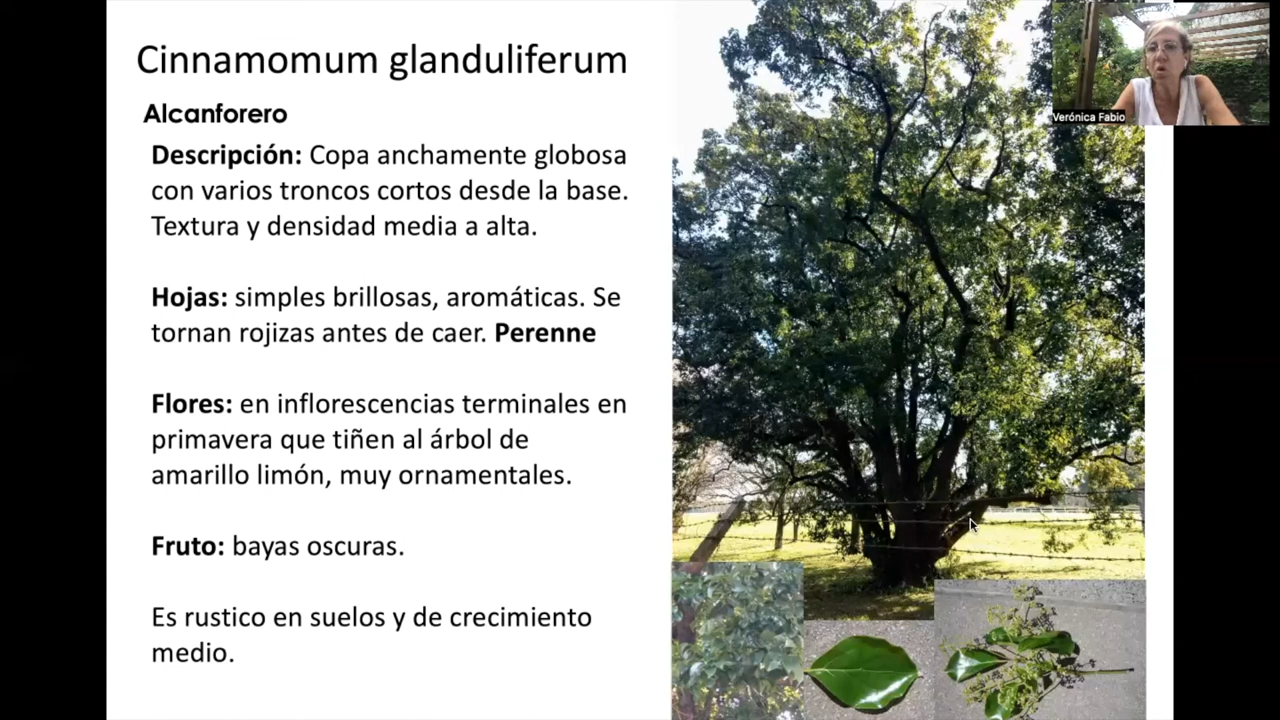 Cinnamomum glanduliferum
Alcanforero
Descripción: Copa anchamente globosa
con varios troncos cortos desde la base.
Textura y densidad media a alta.
Hojas: simples brillosas, aromáticas. Se
tornan rojizas antes de caer. Perenne
Flores: en inflorescencias terminales en
primavera que tiñen al árbol de
amarillo limón, muy ornamentales.
Fruto: bayas oscuras.
Es rustico en suelos y de crecimiento
medio.
Verónica Fabio